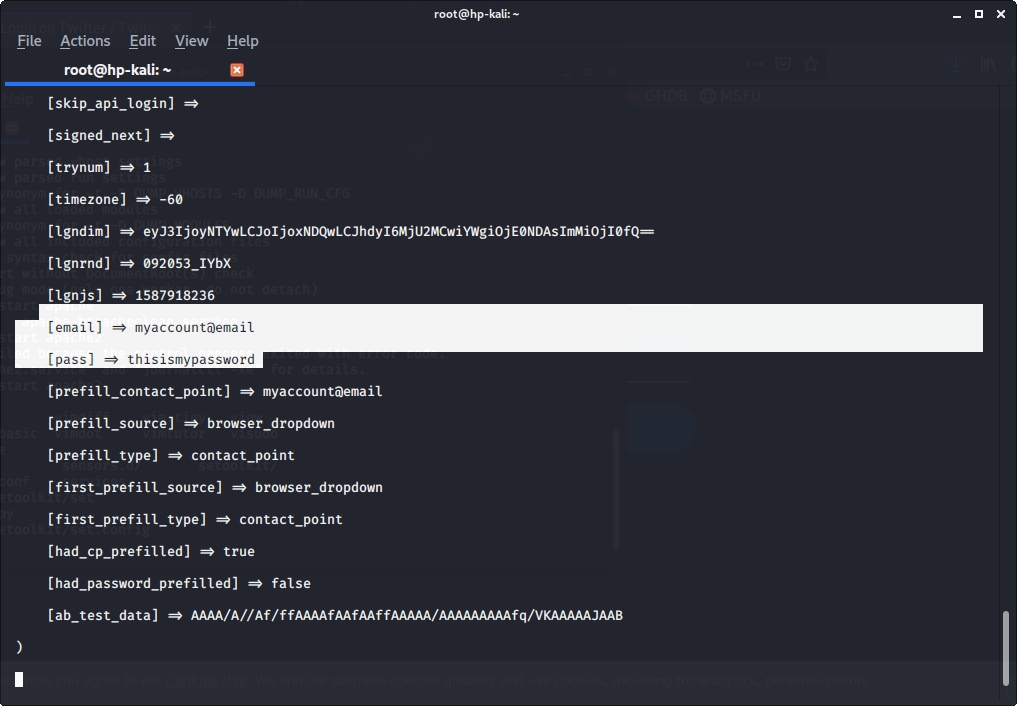 root@hp-kali: ~
File Actions Edit View Help
root@hp-kali: ~
GHDB MSFU
[skip_api_login] ⇒
[signed_next] ⇒
[trynum] ⇒ 1
[timezone] ⇒ -60
[lgndim] ⇒ eyJ3IjoyNTYwLCJoIjoxNDQwLCJhdyI6MjU2MCwiYWgiOjE0NDAsImMiOjI0fQ==
[lgnrnd] ⇒ 092053_IYbX
[lgnjs] ⇒ 1587918236
[email] ⇒ myaccount@email
[pass] ⇒ thisismypassword
[prefill_contact_point] ⇒ myaccount@email
[prefill_source] ⇒ browser_dropdown
[prefill_type] ⇒ contact_point
[first_prefill_source] ⇒ browser_dropdown
[first_prefill_type] ⇒ contact_point
[had_cp_prefilled] ⇒ true
[had_password_prefilled] ⇒ false
[ab_test_data] ⇒ AAAA/A//Af/ffAAAAfAAfAAffAAAAA/AAAAAAAAAfq/VKAAAAAJAAB
)